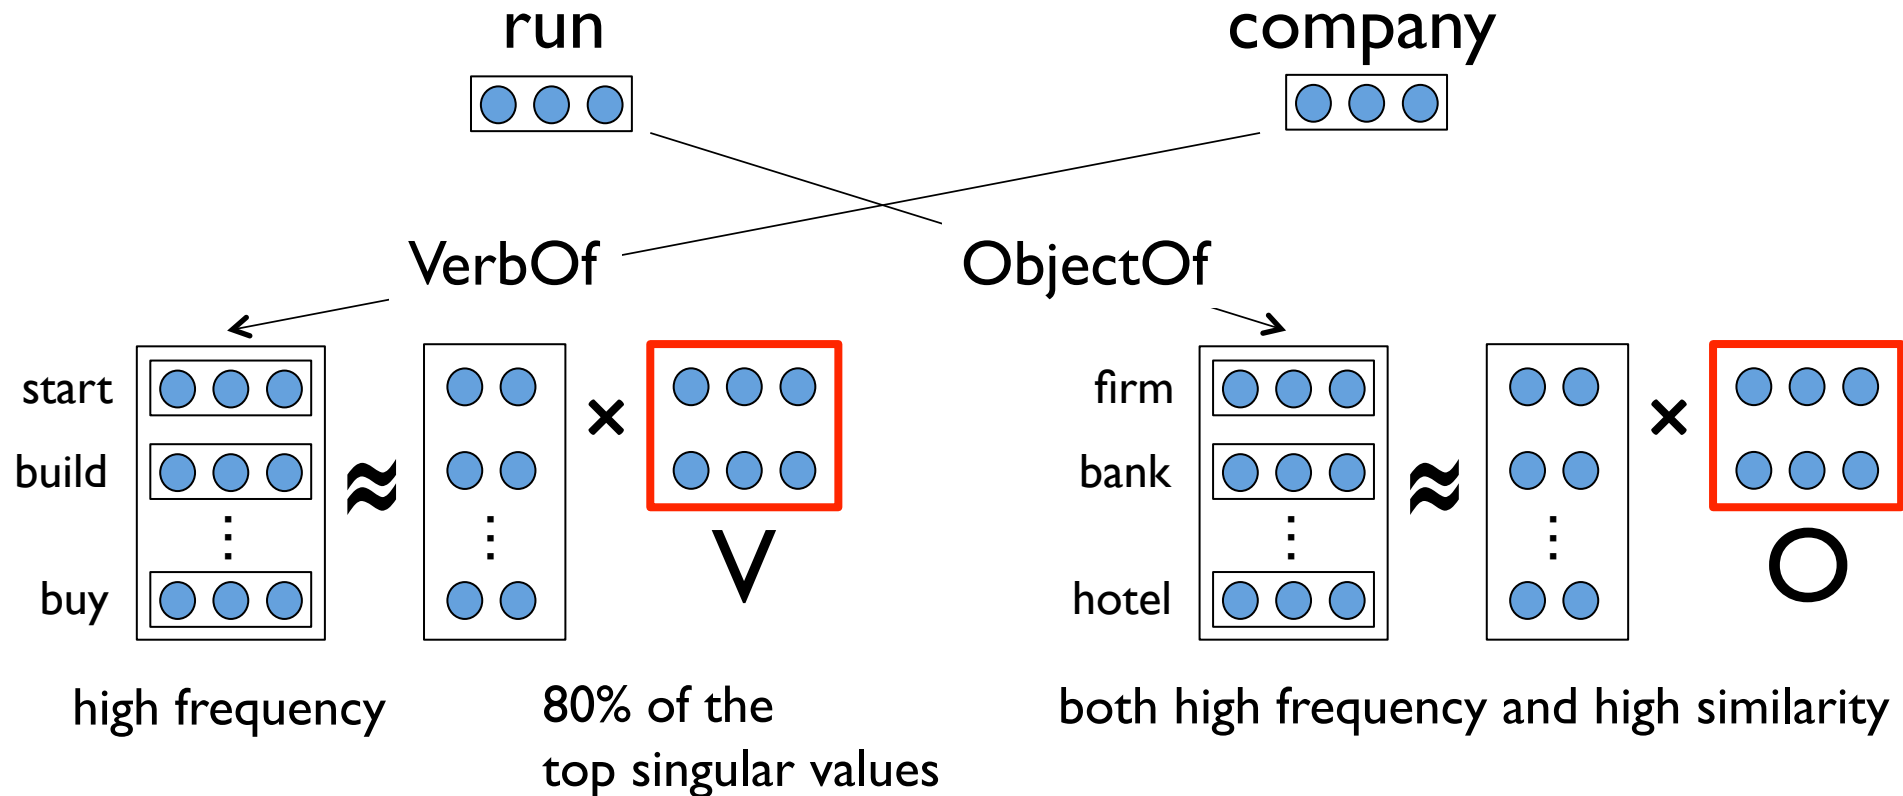 run company
VerbOf ObjectOf
start firm
× ×
build bank
≈ ≈
⋮ ⋮ ⋮ ⋮
V O
buy hotel
high frequency
80% of the
top singular values
both high frequency and high similarity